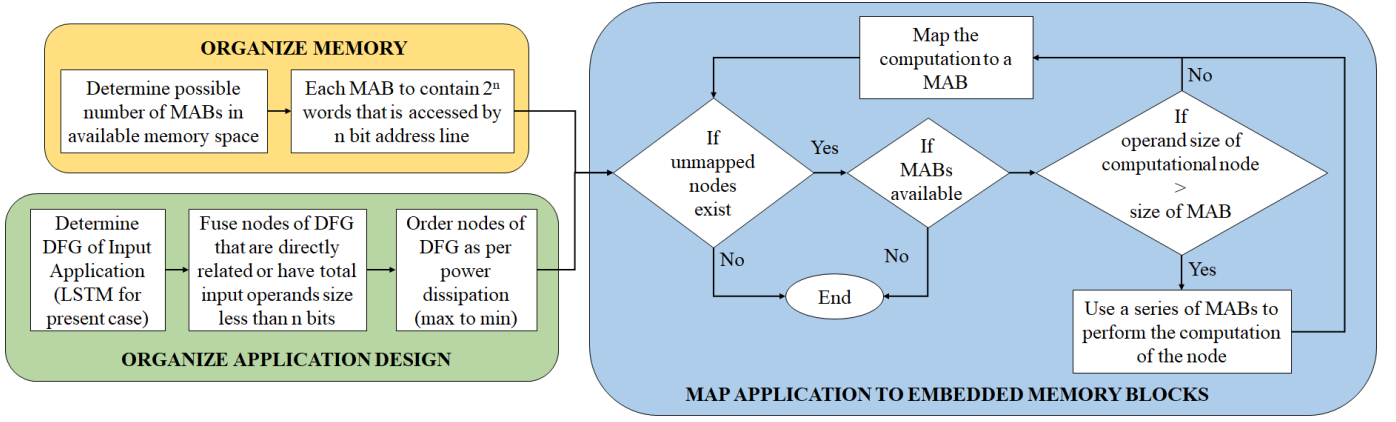 ORGANIZE MEMORY
Determine possible
number of MABs in
available memory space
Each MAB to contain 2ⁿ
words that is accessed by
n bit address line
Determine
DFG of Input
Application
(LSTM for
present case)
Fuse nodes of DFG
that are directly
related or have total
input operands size
less than n bits
Order nodes of
DFG as per
power
dissipation
(max to min)
ORGANIZE APPLICATION DESIGN
Map the
computation to a
MAB
If
unmapped
nodes
exist
Yes
No
If
MABs
available
No
End
If
operand size of
computational node
>
size of MAB
No
Yes
Use a series of MABs to
perform the computation
of the node
MAP APPLICATION TO EMBEDDED MEMORY BLOCKS